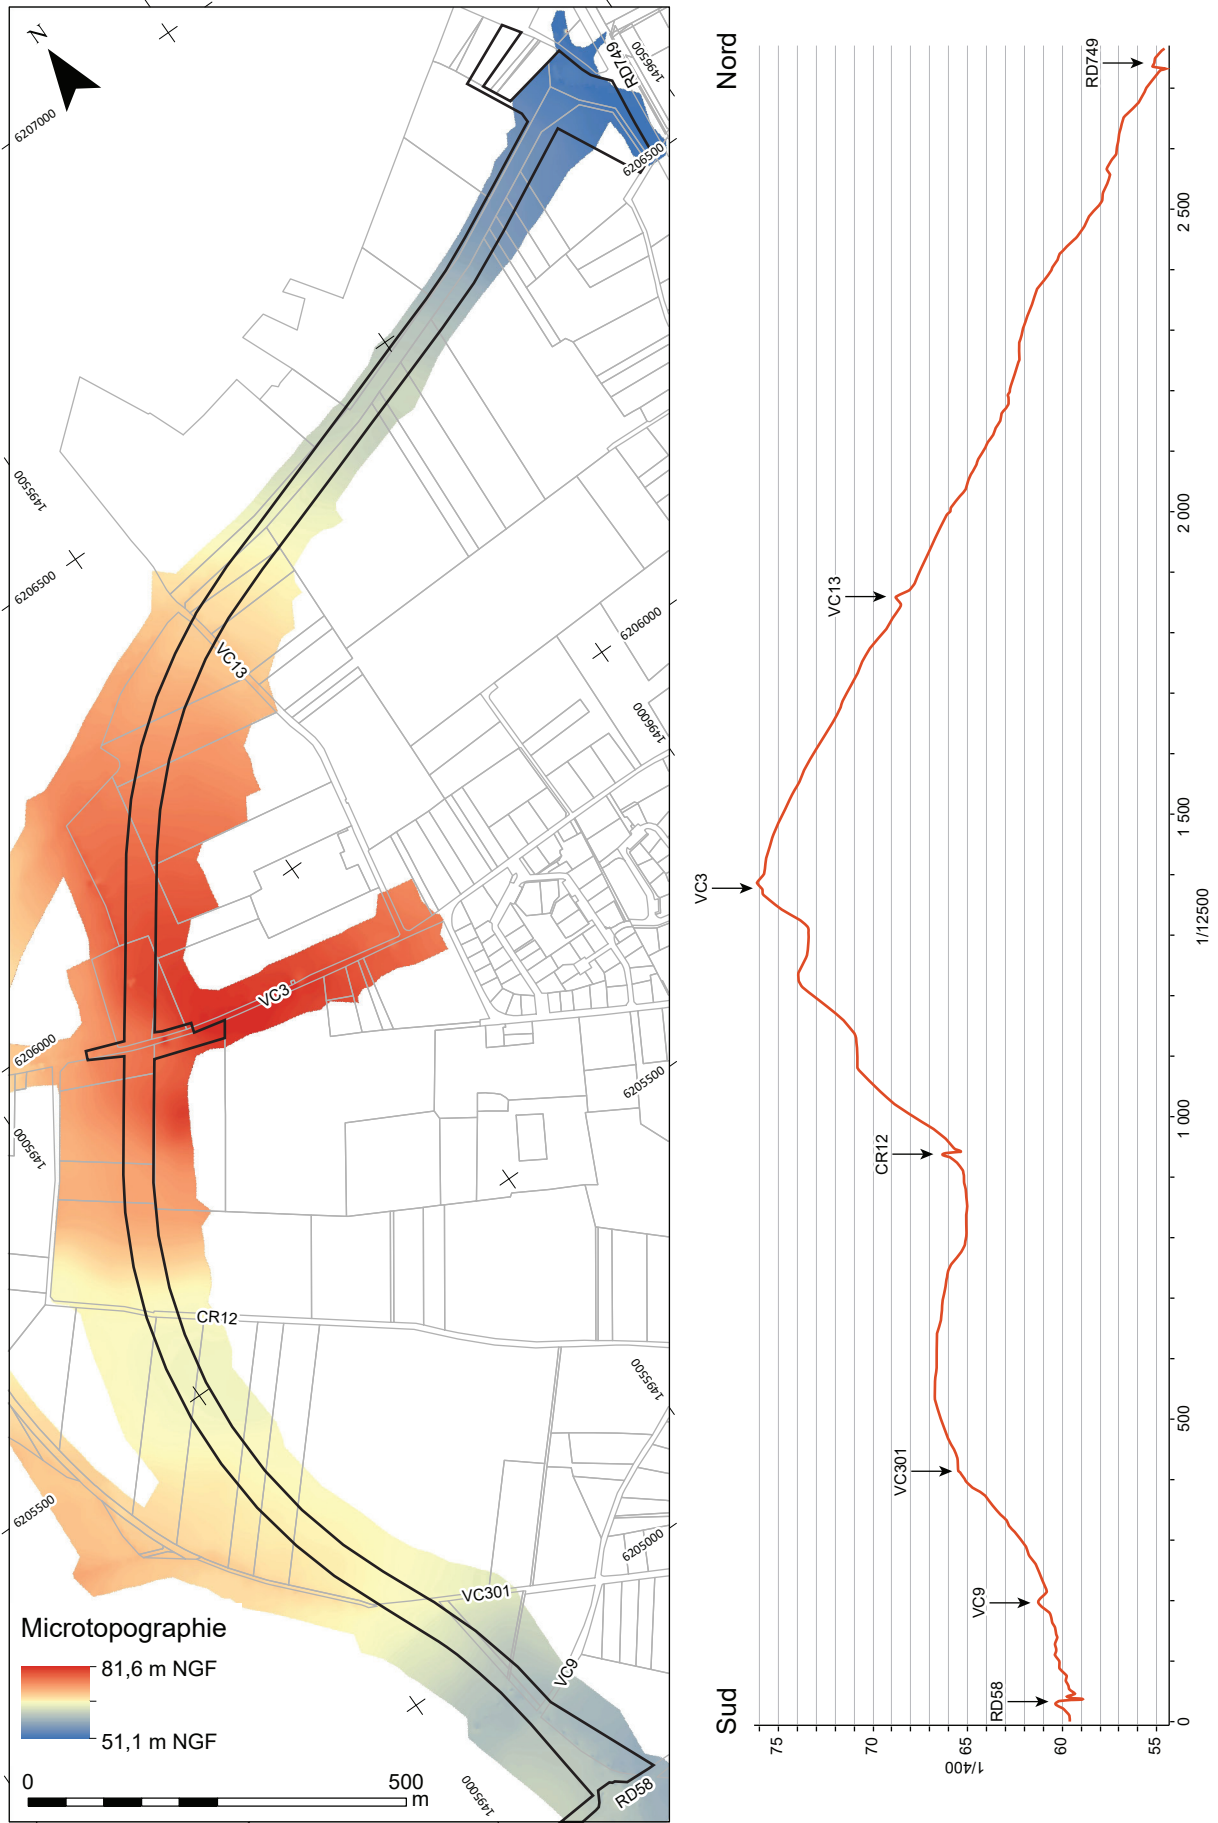 N
6207000
RD749
1496500
6206500
1495500
6206500
6206000
VC13
1496000
VC3
6206000
6205500
1495000
CR12
1495500
6205500
6205000
VC301
VC9
Microtopographie
81,6 m NGF
51,1 m NGF
0
500
m
1495000
RD58
Nord
RD749
2 500
2 000
VC13
1 500
VC3
1/12500
1 000
CR12
500
VC301
VC9
RD58
Sud
0
75
70
65
60
55
1/400